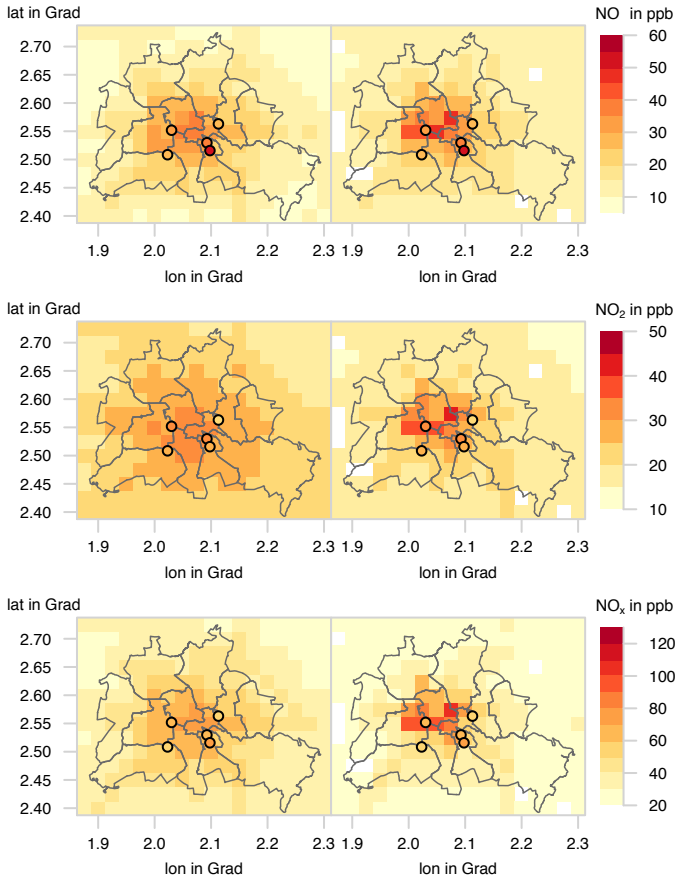 lat in Grad NO in ppb
2.70 60
2.65 50
2.60 40
2.55 30
2.50 20
2.45 10
2.40
1.9 2.0 2.1 2.2 2.3 1.9 2.0 2.1 2.2 2.3
lon in Grad lon in Grad
lat in Grad NO₂ in ppb
2.70 50
2.65 40
2.60 30
2.55 20
2.50 10
2.45
2.40
1.9 2.0 2.1 2.2 2.3 1.9 2.0 2.1 2.2 2.3
lon in Grad lon in Grad
lat in Grad NOₓ in ppb
2.70 120
2.65 100
2.60 80
2.55 60
2.50 40
2.45 20
2.40
1.9 2.0 2.1 2.2 2.3 1.9 2.0 2.1 2.2 2.3
lon in Grad lon in Grad